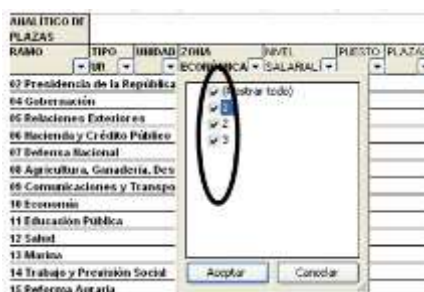 ANALÍTICO DE
PLAZAS
RAMO TIPO UNIDAD ZONA NIVEL PUESTO PLAZA
UR ECONÓMICA SALARIAL
02 Presidencia de la República
04 Gobernación
05 Relaciones Exteriores
06 Hacienda y Crédito Público
07 Defensa Nacional
08 Agricultura, Ganadería, Des
09 Comunicaciones y Transpo
10 Economía
11 Educación Pública
12 Salud
13 Marina
14 Trabajo y Previsión Social
15 Reforma Agraria
(Mostrar todo)
1
2
3
Aceptar Cancelar